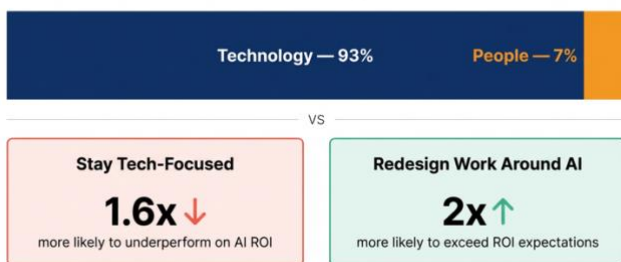 Technology — 93%
People — 7%
VS
Stay Tech-Focused
1.6x↓
more likely to underperform on AI ROI
Redesign Work Around AI
2x↑
more likely to exceed ROI expectations